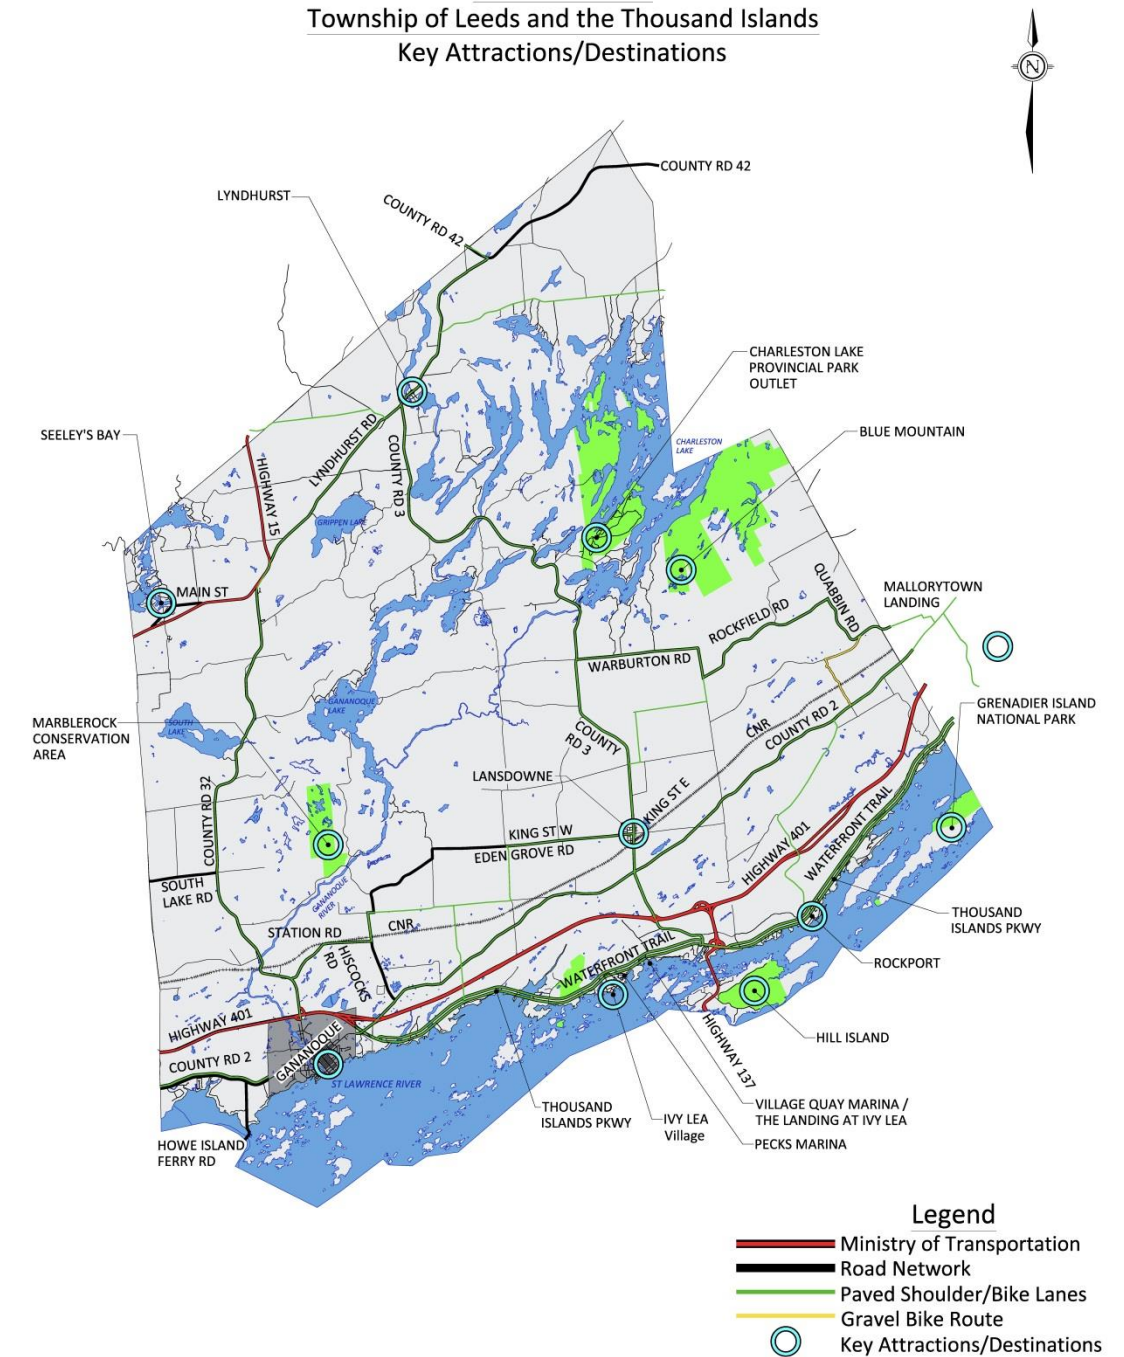 Township of Leeds and the Thousand Islands
Key Attractions/Destinations
N
COUNTY RD 42
LYNDHURST
COUNTY RD 42
CHARLESTON LAKE
PROVINCIAL PARK
OUTLET
SEELEY'S BAY
BLUE MOUNTAIN
CHARLESTON
LAKE
LYNDHURST RD
COUNTY RD 3
HIGHWAY 15
GRIPPEN LAKE
MAIN ST
QUABBIN RD
MALLORYTOWN
LANDING
ROCKFIELD RD
WARBURTON RD
GANANOQUE
LAKE
SOUTH
LAKE
MARBLEROCK
CONSERVATION
AREA
GRENADIER ISLAND
NATIONAL PARK
COUNTY
RD 3
CNR
COUNTY RD 2
LANSDOWNE
KING ST E
COUNTY RD 32
KING ST W
EDEN GROVE RD
HIGHWAY 401
WATERFRONT TRAIL
SOUTH
LAKE RD
GANANOQUE
RIVER
STATION RD
CNR
HISCOCKS
RD
WATERFRONT TRAIL
THOUSAND
ISLANDS PKWY
ROCKPORT
HIGHWAY 401
HILL ISLAND
HIGHWAY 137
COUNTY RD 2
GANANOQUE
ST LAWRENCE RIVER
THOUSAND
ISLANDS PKWY
IVY LEA
Village
VILLAGE QUAY MARINA /
THE LANDING AT IVY LEA
PECKS MARINA
HOWE ISLAND
FERRY RD
Legend
Ministry of Transportation
Road Network
Paved Shoulder/Bike Lanes
Gravel Bike Route
Key Attractions/Destinations